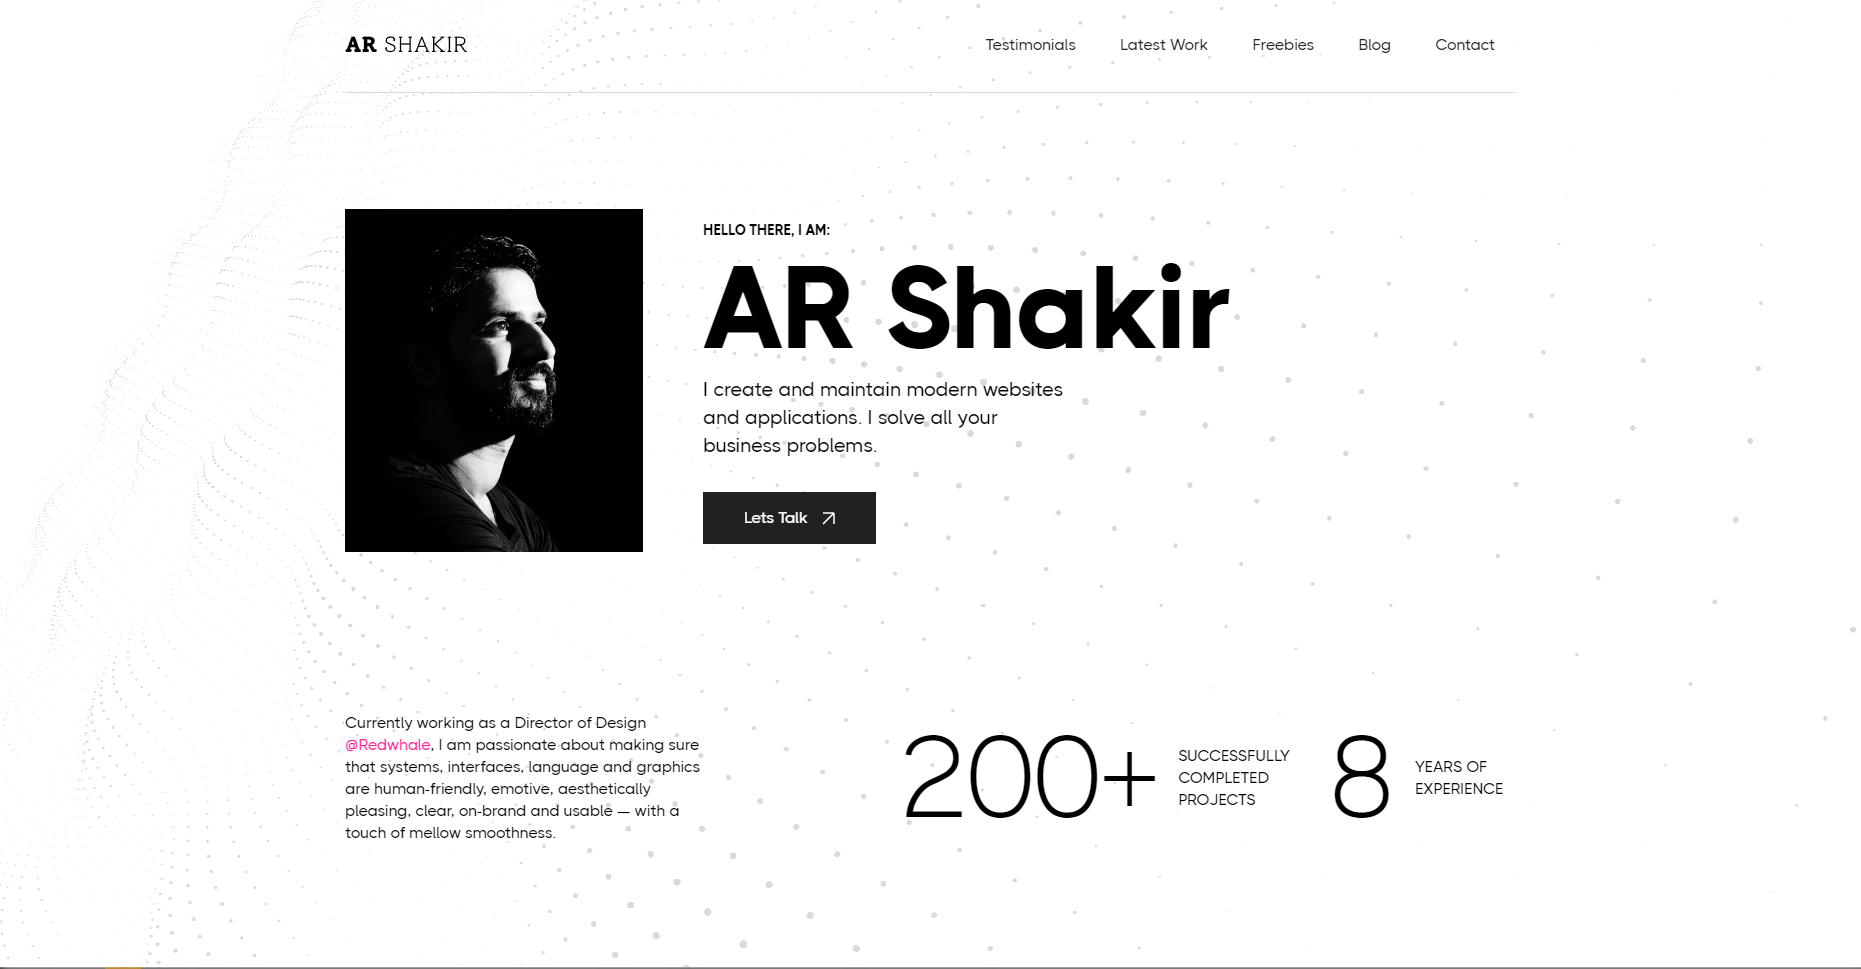 AR SHAKIR
Testimonials Latest Work Freebies Blog Contact
HELLO THERE, I AM:
AR Shakir
I create and maintain modern websites
and applications. I solve all your
business problems.
Lets Talk
Currently working as a Director of Design
@Redwhale, I am passionate about making sure
that systems, interfaces, language and graphics
are human-friendly, emotive, aesthetically
pleasing, clear, on-brand and usable — with a
touch of mellow smoothness.
200+
SUCCESSFULLY
COMPLETED
PROJECTS
8
YEARS OF
EXPERIENCE